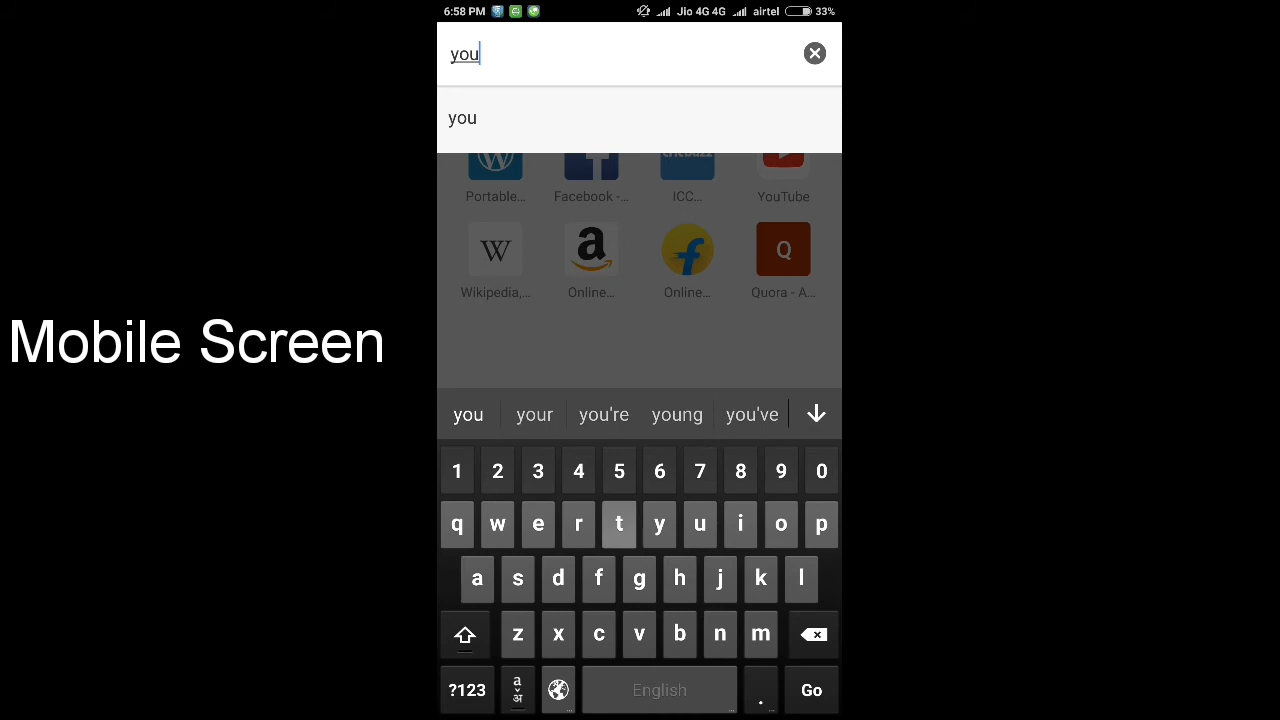 6:58 PM Jio 4G 4G airtel 33%
you
you
Portable... Facebook -... ICC... YouTube
W a f Q
Wikipedia,... Online... Online... Quora - A...
Mobile Screen
you your you're young you've
1 2 3 4 5 6 7 8 9 0
q w e r t y u i o p
a s d f g h j k l
z x c v b n m
?123 a अ English . Go